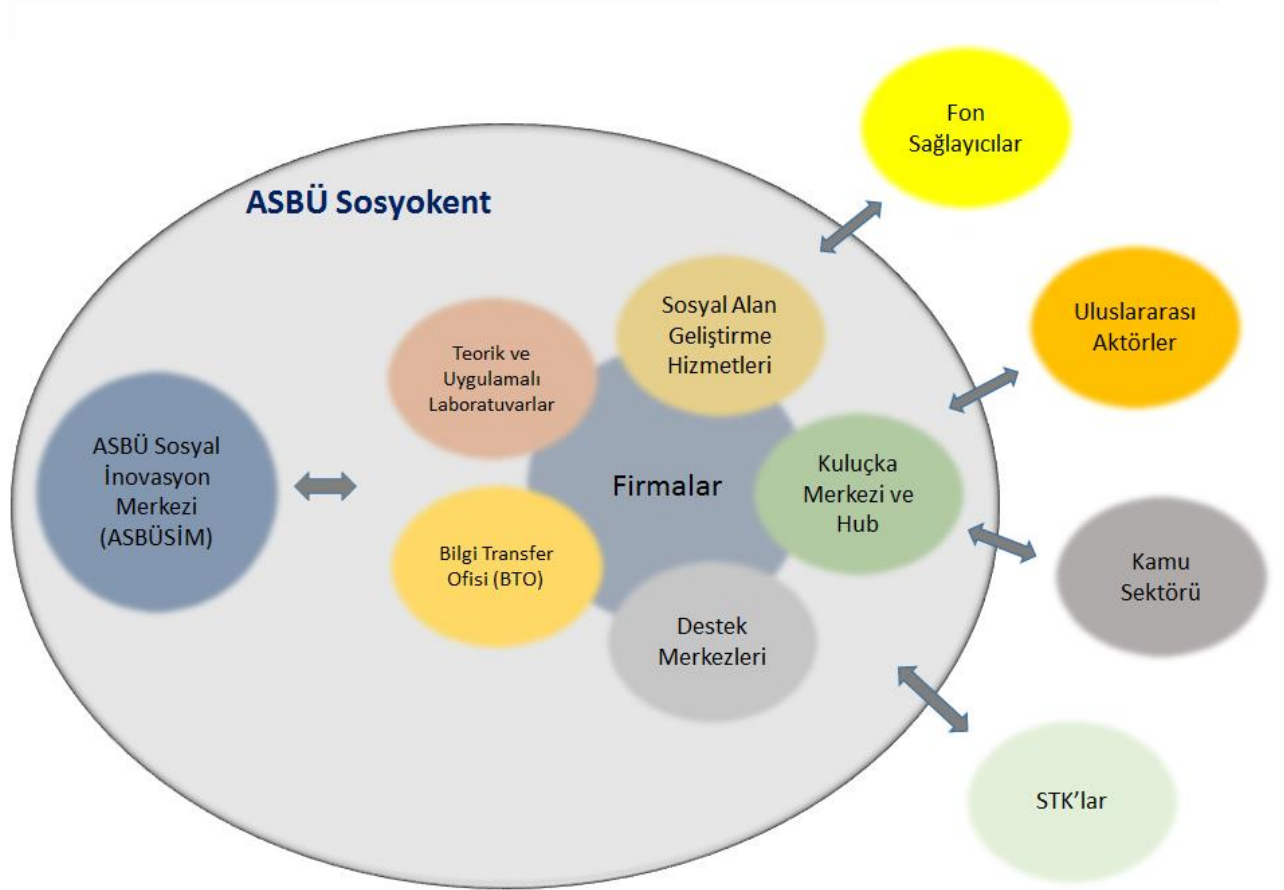 Fon
Sağlayıcılar
ASBÜ Sosyokent
Sosyal Alan
Geliştirme
Hizmetleri
Uluslararası
Aktörler
Teorik ve
Uygulamalı
Laboratuvarlar
ASBÜ Sosyal
İnovasyon
Merkezi
(ASBÜSİM)
Firmalar
Kuluçka
Merkezi ve
Hub
Bilgi Transfer
Ofisi (BTO)
Kamu
Sektörü
Destek
Merkezleri
STK’lar